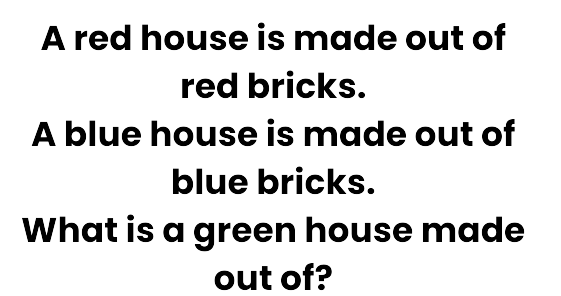 A red house is made out of
red bricks.
A blue house is made out of
blue bricks.
What is a green house made
out of?